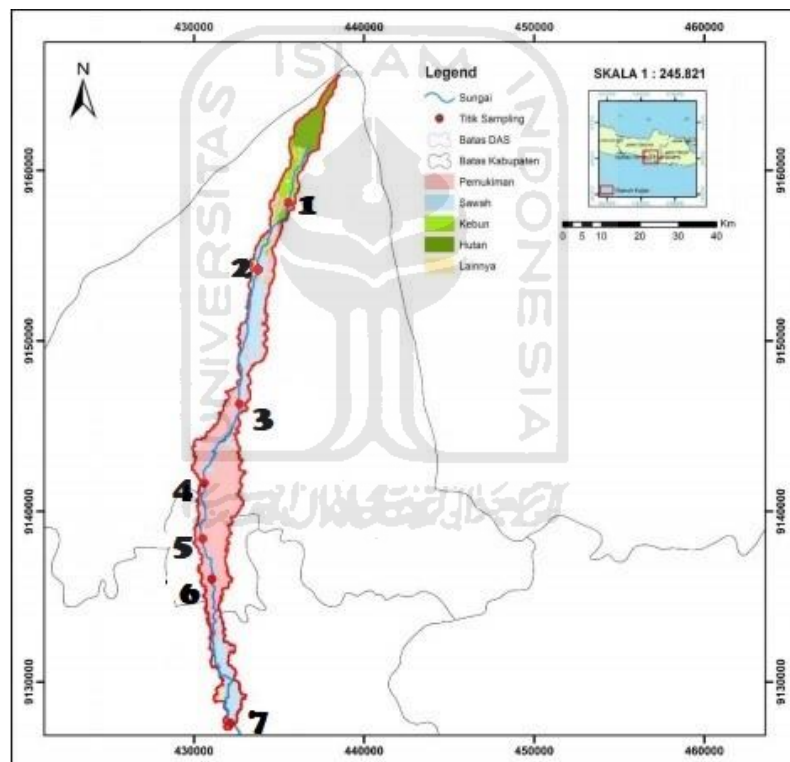 430000 440000 450000 460000
N
Legend
Sungai
Titik Sampling
Batas DAS
Batas Kabupaten
Pemukiman
Sawah
Kebun
Hutan
Lainnya
SKALA 1 : 245.821
Km
0 5 10 20 30 40
9160000
9150000
9140000
9130000
9160000
9150000
9140000
9130000
1
2
3
4
5
6
7
430000 440000 450000 460000
UNIVERSITAS
ISLAM
INDONESIA